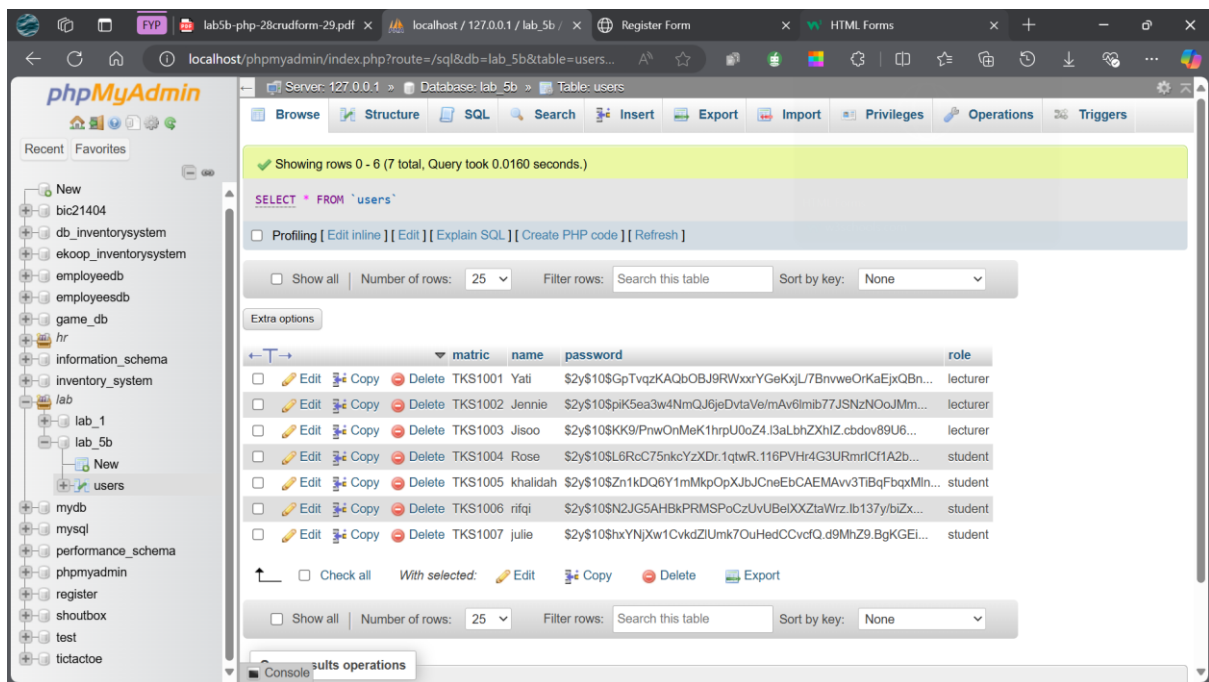 FYP lab5b-php-28crudform-29.pdf localhost / 127.0.0.1 / lab_5b / Register Form HTML Forms
localhost/phpmyadmin/index.php?route=/sql&db=lab_5b&table=users...
phpMyAdmin
Recent Favorites
New
bic21404
db_inventorysystem
ekoop_inventorysystem
employeedb
employeesdb
game_db
hr
information_schema
inventory_system
lab
lab_1
lab_5b
New
users
mydb
mysql
performance_schema
phpmyadmin
register
shoutbox
test
tictactoe
Server: 127.0.0.1 » Database: lab_5b » Table: users
Browse Structure SQL Search Insert Export Import Privileges Operations Triggers
Showing rows 0 - 6 (7 total, Query took 0.0160 seconds.)
SELECT * FROM `users`
Profiling [ Edit inline ] [ Edit ] [ Explain SQL ] [ Create PHP code ] [ Refresh ]
Show all | Number of rows: 25 Filter rows: Search this table Sort by key: None
Extra options
←T→ matric name password role
Edit Copy Delete TKS1001 Yati $2y$10$GpTvqzKAQbOBJ9RWxxrYGeKxjL/7BnvweOrKaEjxQBn... lecturer
Edit Copy Delete TKS1002 Jennie $2y$10$piK5ea3w4NmQJ6jeDvtaVe/mAv6lmib77JSNzNOoJMm... lecturer
Edit Copy Delete TKS1003 Jisoo $2y$10$KK9/PnwOnMeK1hrpU0oZ4.l3aLbhZXhIZ.cbdov89U6... lecturer
Edit Copy Delete TKS1004 Rose $2y$10$L6RcC75nkcYzXDr.1qtwR.116PVHr4G3URmrICf1A2b... student
Edit Copy Delete TKS1005 khalidah $2y$10$Zn1kDQ6Y1mMkpOpXJbJCneEbCAEMAvv3TiBqFbqxMln... student
Edit Copy Delete TKS1006 rifqi $2y$10$N2JG5AHBkPRMSPoCzUvUBelXXZtaWrz.lb137y/biZx... student
Edit Copy Delete TKS1007 julie $2y$10$hxYNjXw1CvkdZlUmk7OuHedCCvcfQ.d9MhZ9.BgKGEi... student
Check all With selected: Edit Copy Delete Export
Show all | Number of rows: 25 Filter rows: Search this table Sort by key: None
operations
Console